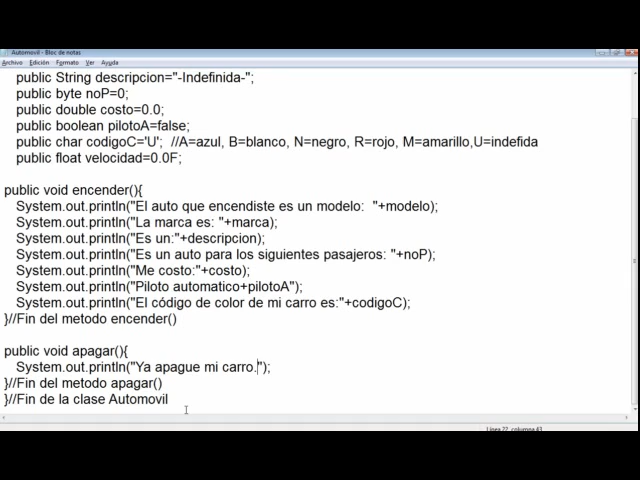 Automovil - Bloc de notas
Archivo Edición Formato Ver Ayuda
public String descripcion="-Indefinida-";
public byte noP=0;
public double costo=0.0;
public boolean pilotoA=false;
public char codigoC='U'; //A=azul, B=blanco, N=negro, R=rojo, M=amarillo,U=indefida
public float velocidad=0.0F;
public void encender(){
System.out.println("El auto que encendiste es un modelo: "+modelo);
System.out.println("La marca es: "+marca);
System.out.println("Es un:"+descripcion);
System.out.println("Es un auto para los siguientes pasajeros: "+noP);
System.out.println("Me costo:"+costo);
System.out.println("Piloto automatico+pilotoA");
System.out.println("El código de color de mi carro es:"+codigoC);
}//Fin del metodo encender()
public void apagar(){
System.out.println("Ya apague mi carro.");
}//Fin del metodo apagar()
}//Fin de la clase Automovil
Línea 22, columna 43